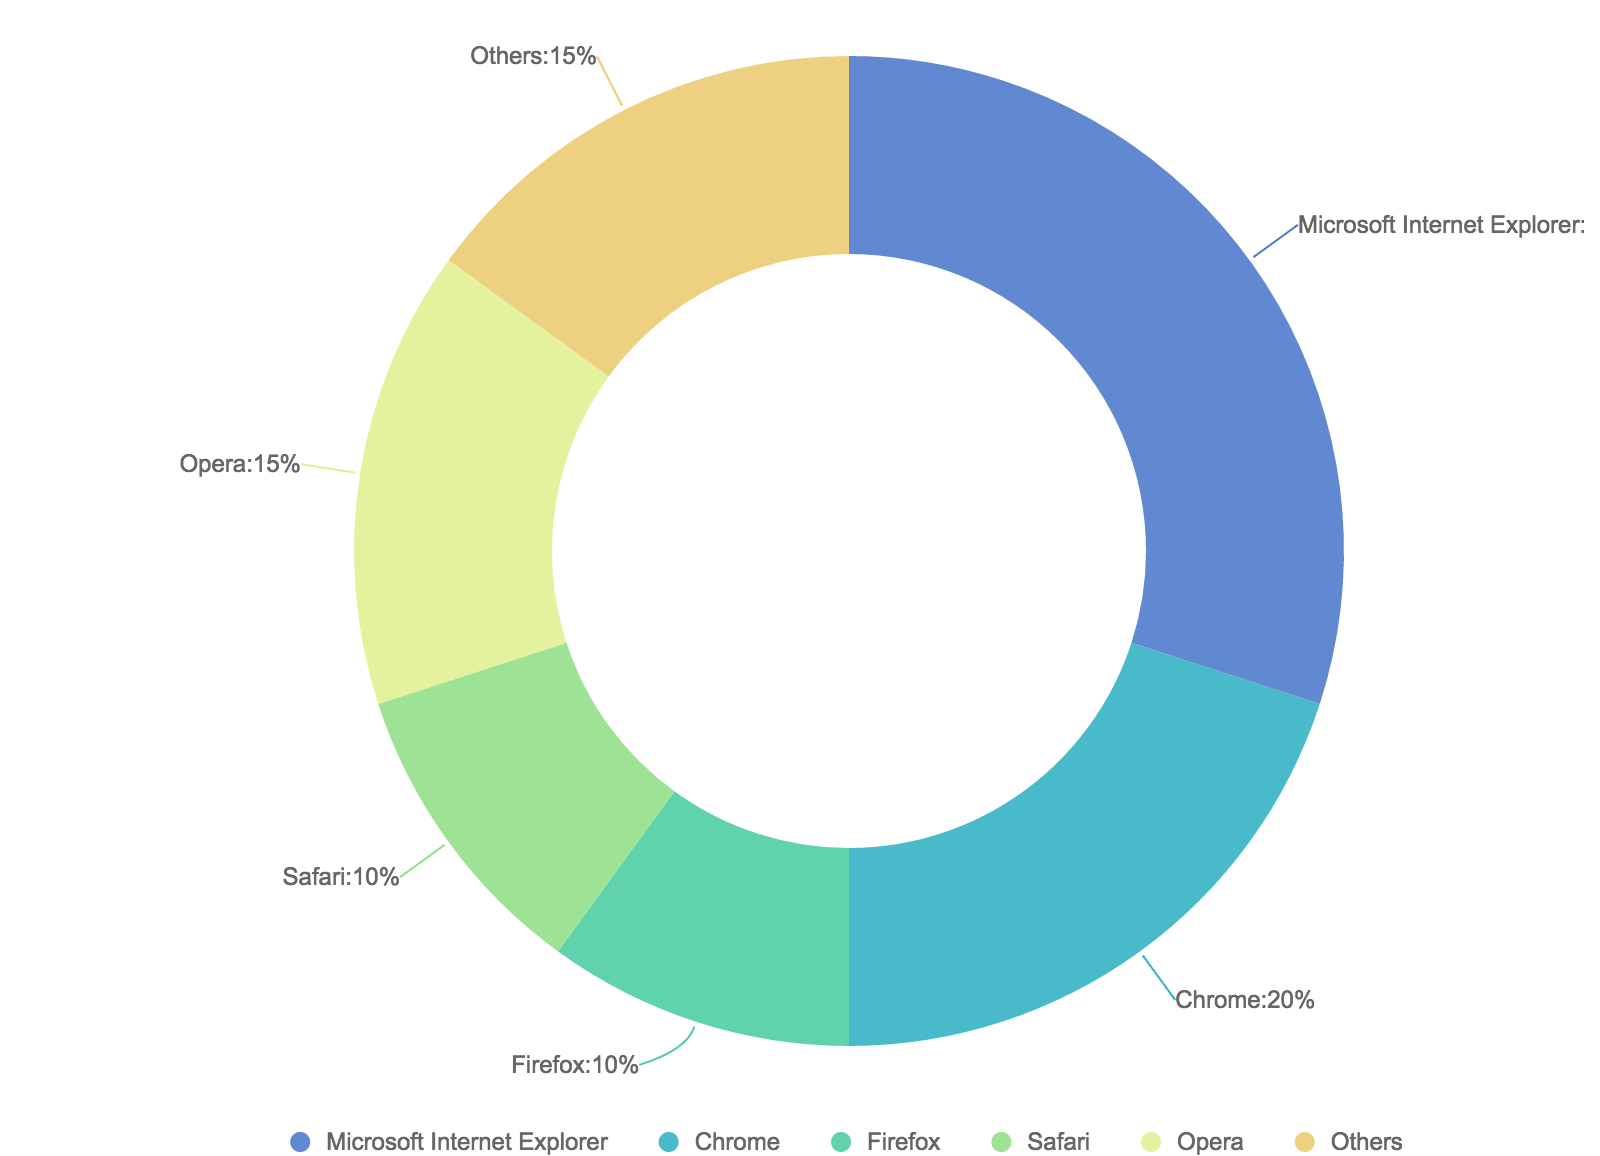 Others:15%
Microsoft Internet Explorer:
Opera:15%
Safari:10%
Chrome:20%
Firefox:10%
Microsoft Internet Explorer
Chrome
Firefox
Safari
Opera
Others